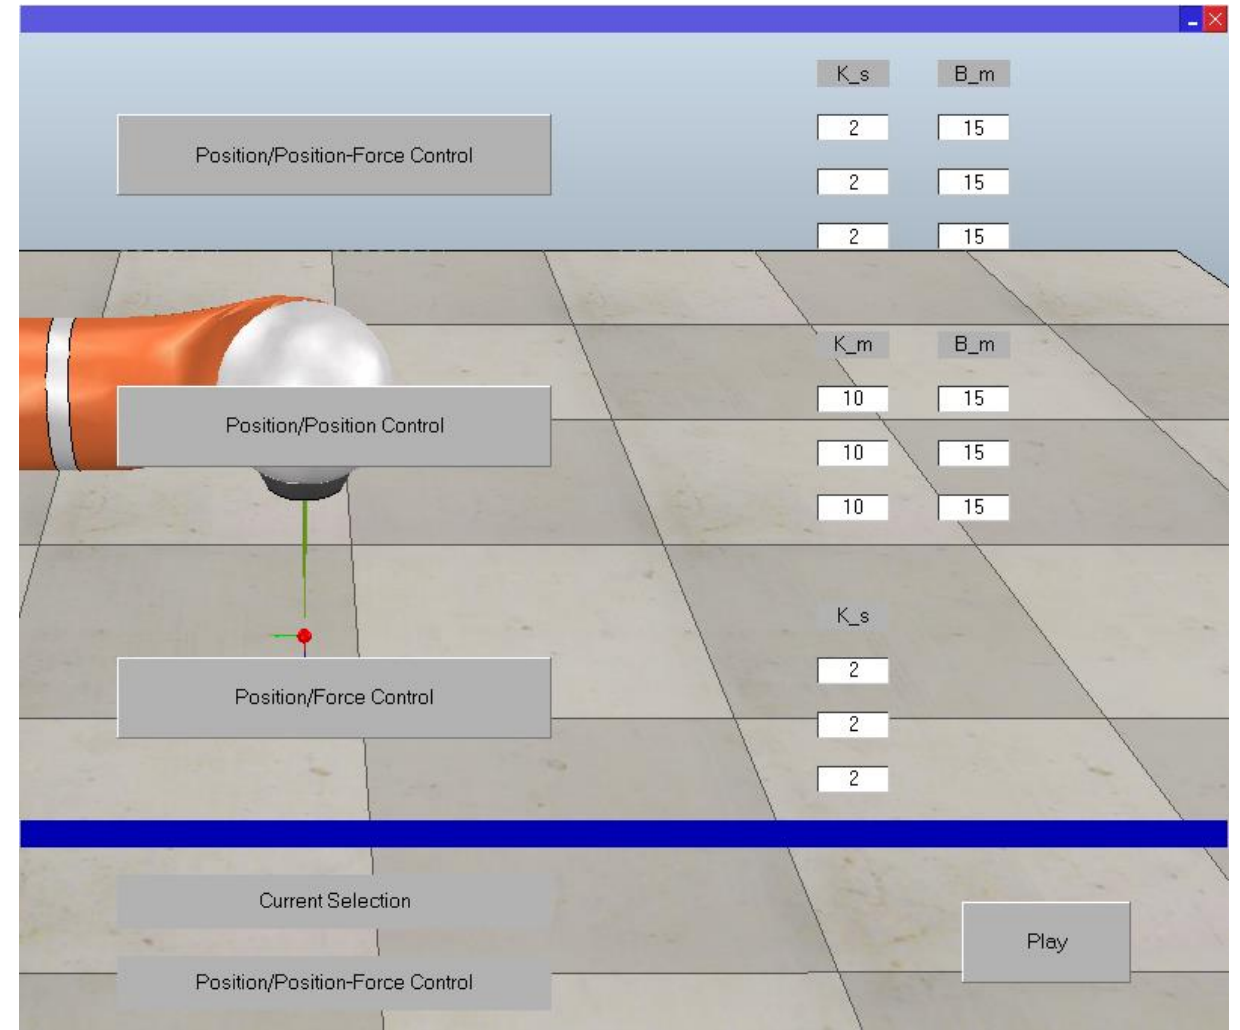 K_s B_m
2 15
Position/Position-Force Control
2 15
2 15
K_m B_m
10 15
Position/Position Control
10 15
10 15
K_s
2
Position/Force Control
2
2
Current Selection
Play
Position/Position-Force Control